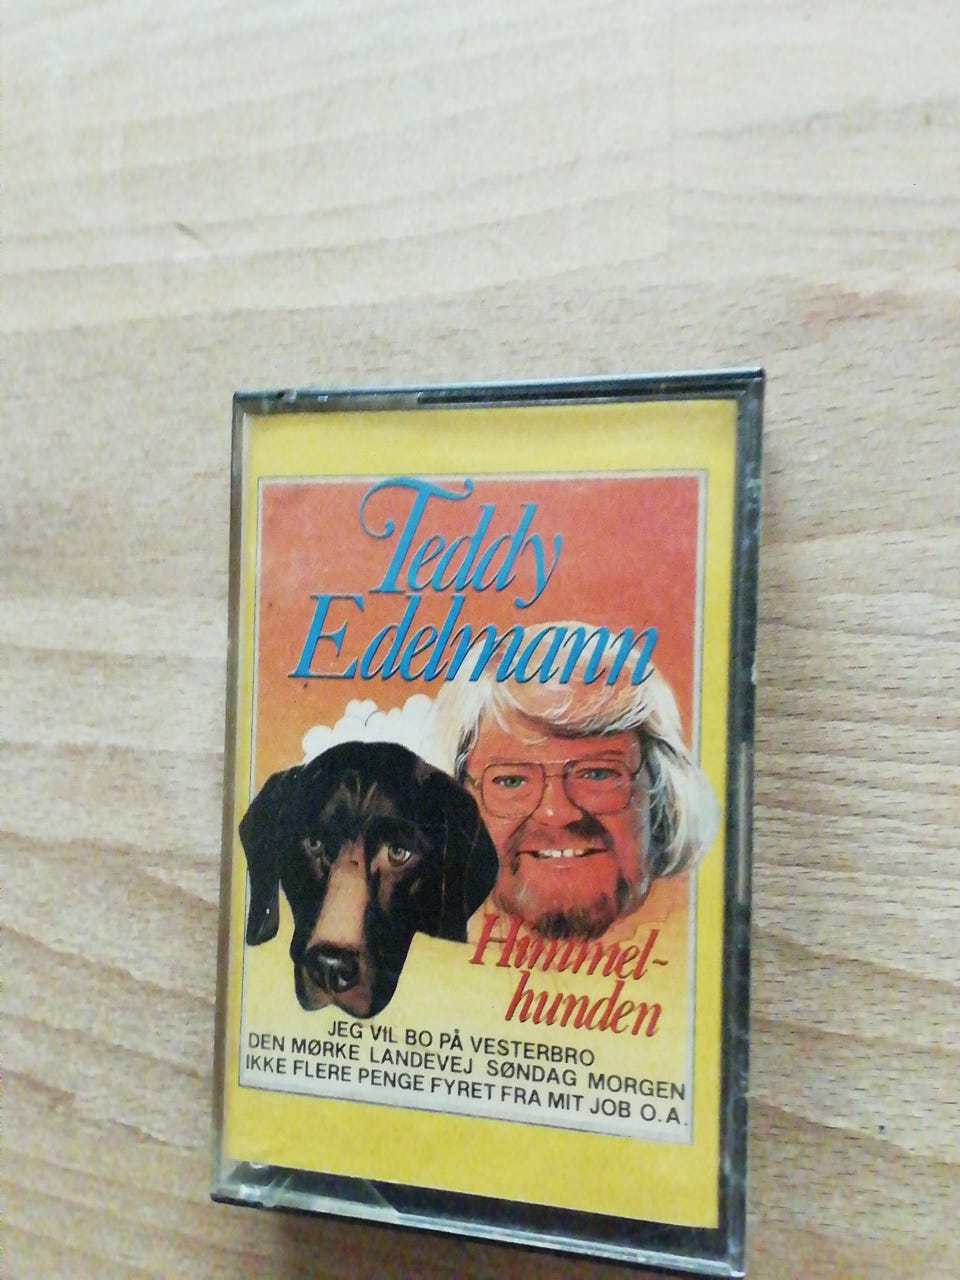 Teddy
Edelmann
Himmel-
hunden
JEG VIL BO PÅ VESTERBRO
DEN MØRKE LANDEVEJ SØNDAG MORGEN
IKKE FLERE PENGE FYRET FRA MIT JOB O.A.